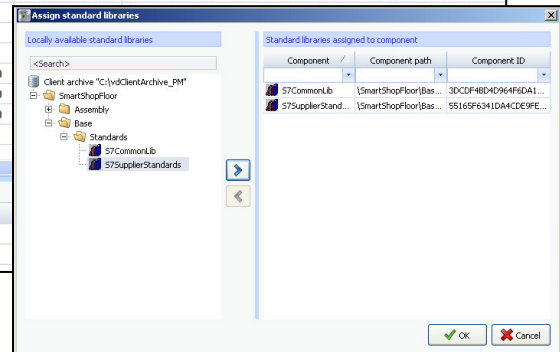 Assign standard libraries
Locally available standard libraries
<Search>
Client archive "C:\vdClientArchive_PM"
SmartShopFloor
Assembly
Base
Standards
S7CommonLib
S7SupplierStandards
Standard libraries assigned to component
Component Component path Component ID
S7CommonLib \SmartShopFloor\Bas... 3DCDF4BD4D964F6DA1...
S7SupplierStand... \SmartShopFloor\Bas... 55165F6341DA4CDE9FE...
OK Cancel